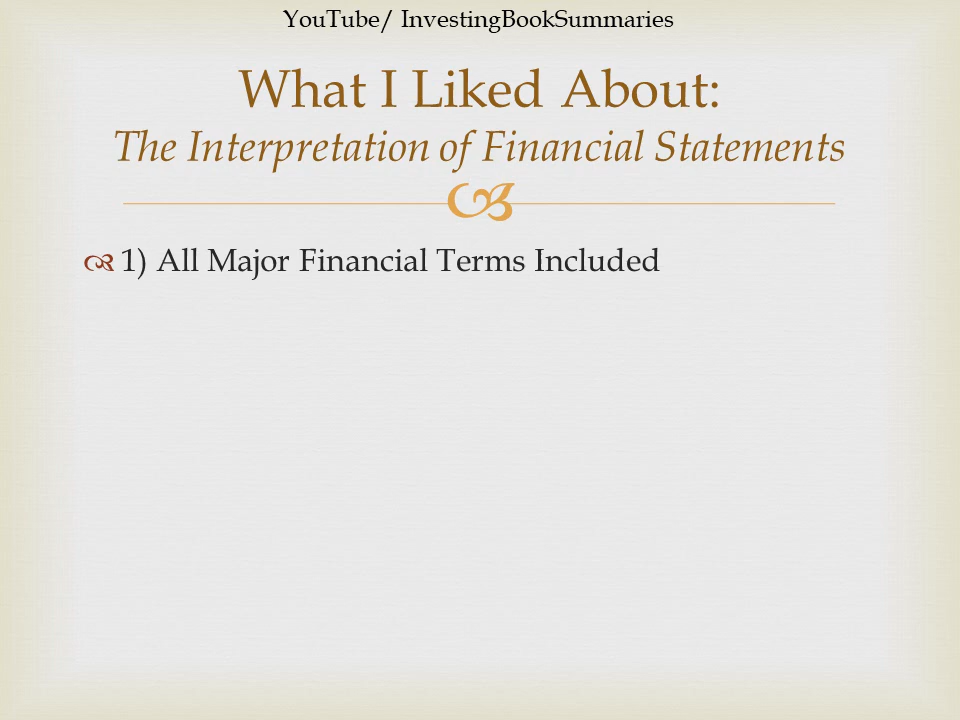 YouTube/ InvestingBookSummaries
What I Liked About:
The Interpretation of Financial Statements
1) All Major Financial Terms Included